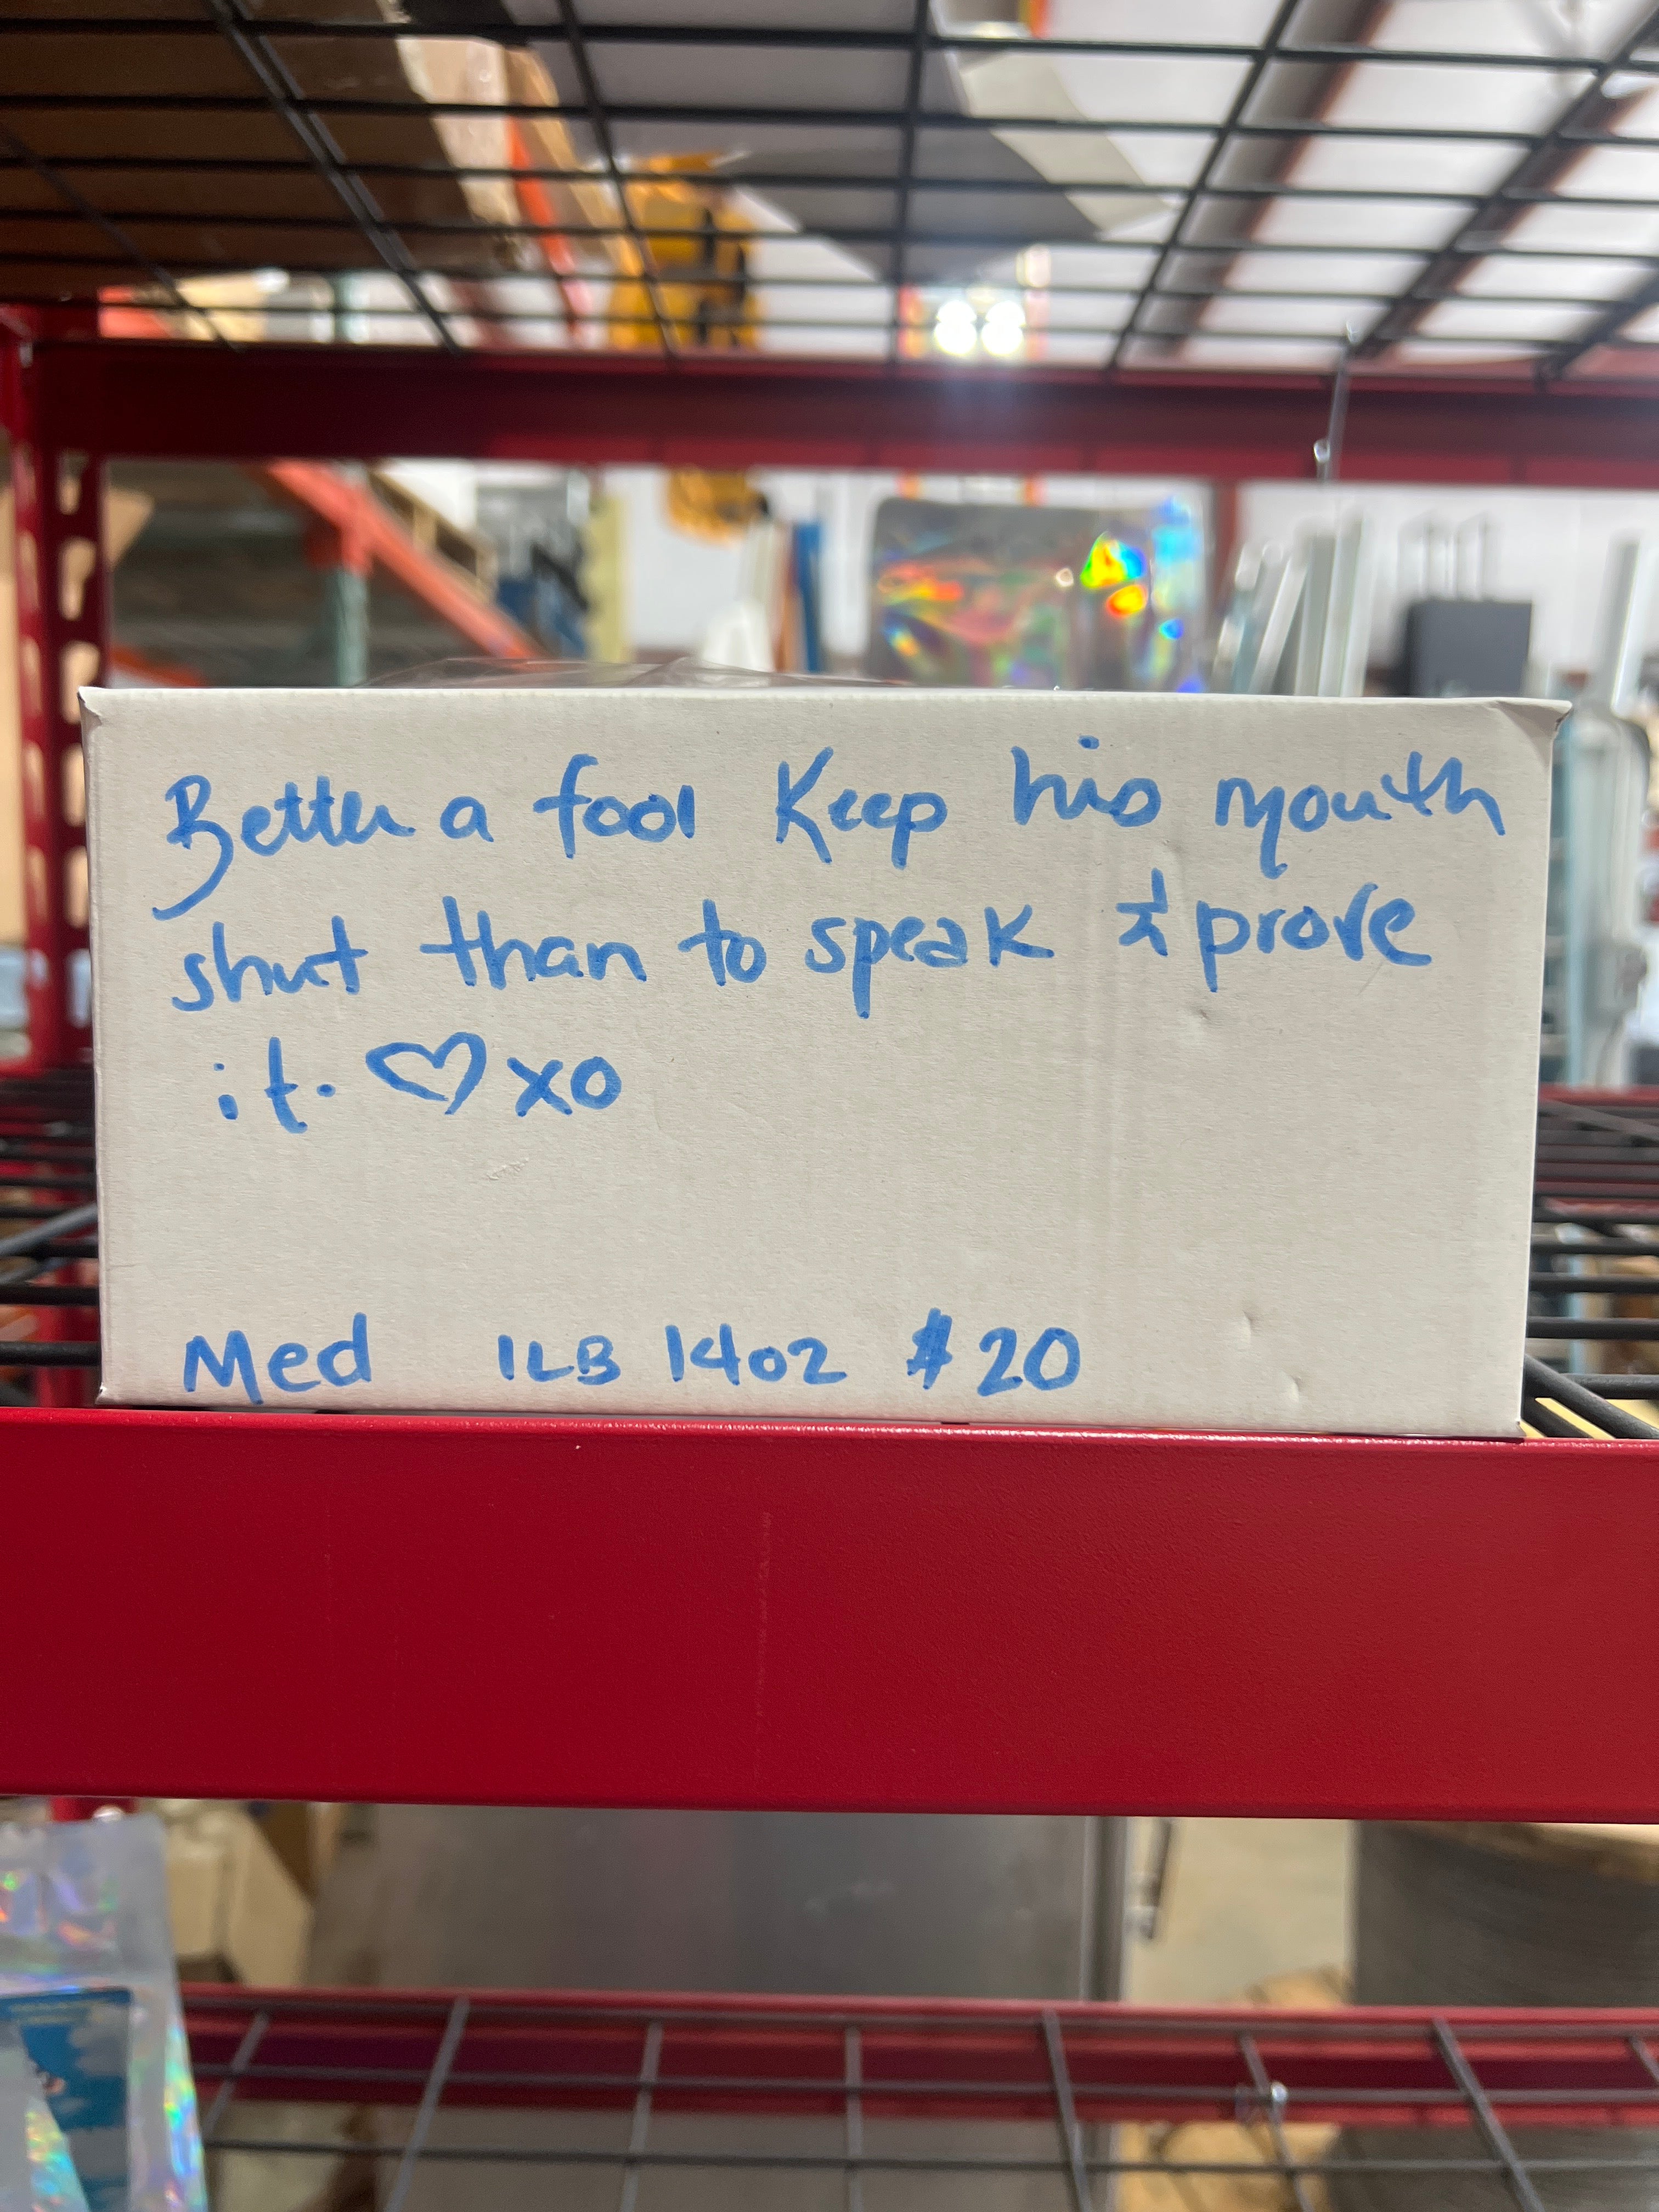 Better a fool Keep his mouth
shut than to speak & prove
it. ♡ xo
Med 1LB 14oz $20